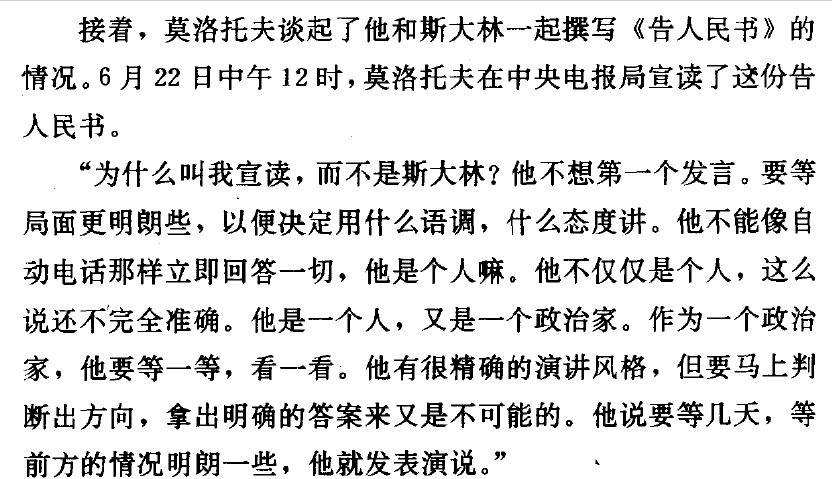 接着，莫洛托夫谈起了他和斯大林一起撰写《告人民书》的
情况。6月22日中午12时，莫洛托夫在中央电报局宣读了这份告
人民书。
“为什么叫我宣读，而不是斯大林？他不想第一个发言。要等
局面更明朗些，以便决定用什么语调，什么态度讲。他不能像自
动电话那样立即回答一切，他是个人嘛。他不仅仅是个人，这么
说还不完全准确。他是一个人，又是一个政治家。作为一个政治
家，他要等一等，看一看。他有很精确的演讲风格，但要马上判
断出方向，拿出明确的答案来又是不可能的。他说要等几天，等
前方的情况明朗一些，他就发表演说。”